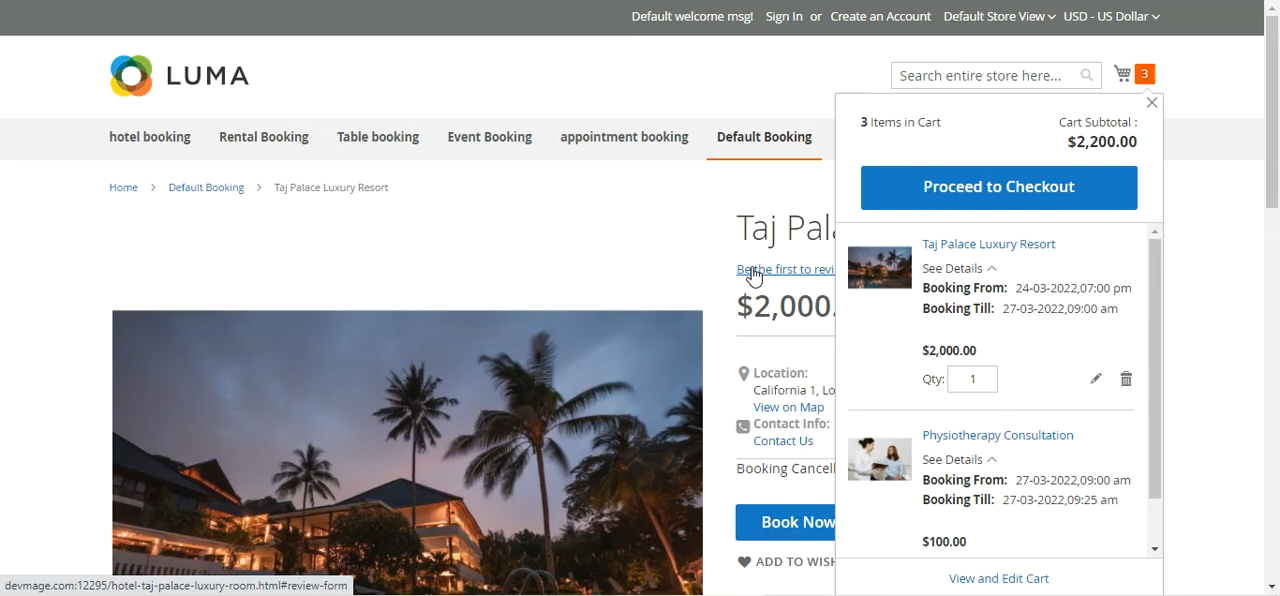 Default welcome msg! Sign In or Create an Account Default Store View USD - US Dollar
LUMA
Search entire store here...
3
hotel booking Rental Booking Table booking Event Booking appointment booking Default Booking
Home > Default Booking > Taj Palace Luxury Resort
Taj Pal
Be the first to revi
$2,000.
Location:
California 1, Lo
View on Map
Contact Info:
Contact Us
Booking Cancell
Book Now
ADD TO WISH
3 Items in Cart
Cart Subtotal :
$2,200.00
Proceed to Checkout
Taj Palace Luxury Resort
See Details
Booking From: 24-03-2022,07:00 pm
Booking Till: 27-03-2022,09:00 am
$2,000.00
Qty: 1
Physiotherapy Consultation
See Details
Booking From: 27-03-2022,09:00 am
Booking Till: 27-03-2022,09:25 am
$100.00
View and Edit Cart
devmage.com:12295/hotel-taj-palace-luxury-room.html#review-form